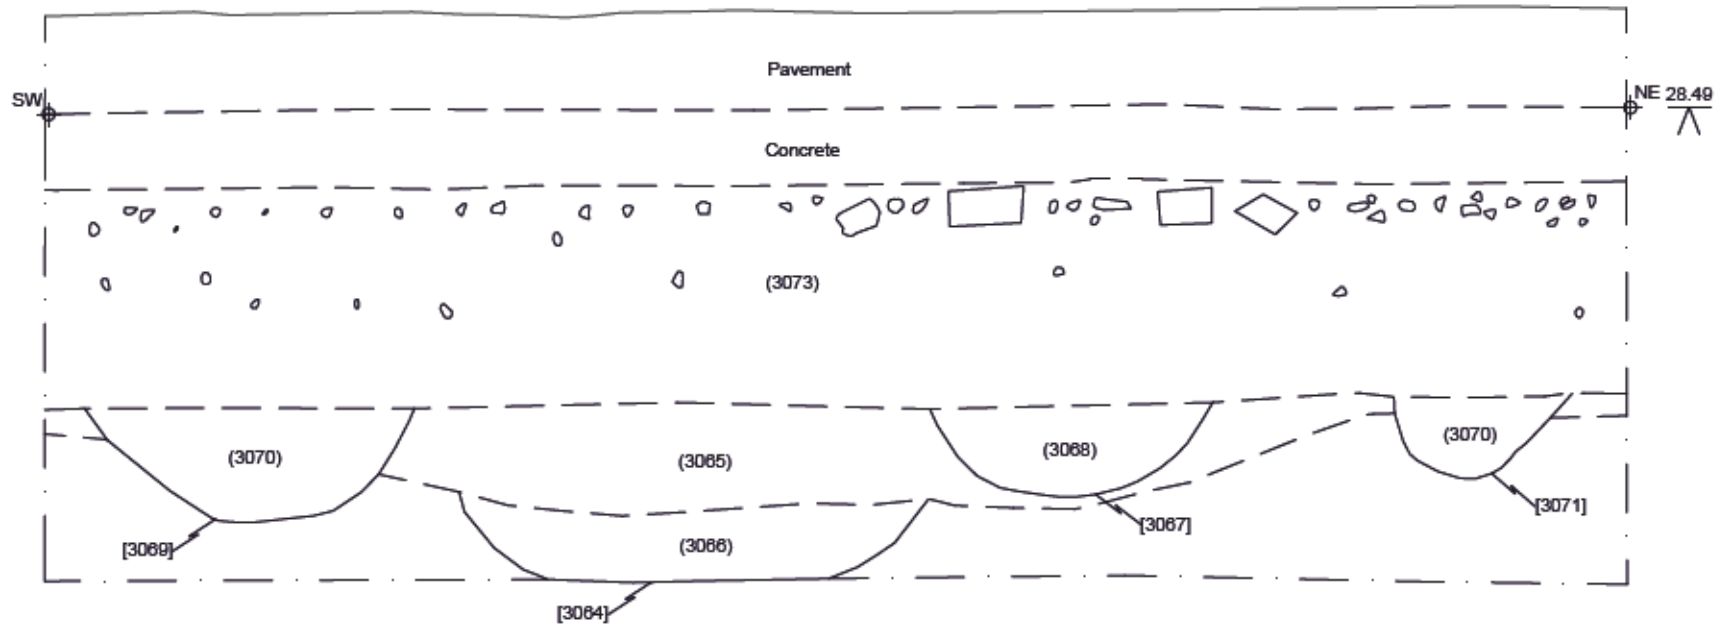 Pavement
SW
NE 28.49
Concrete
(3073)
(3070)
(3065)
(3068)
(3070)
[3069]
(3066)
[3067]
[3071]
[3064]